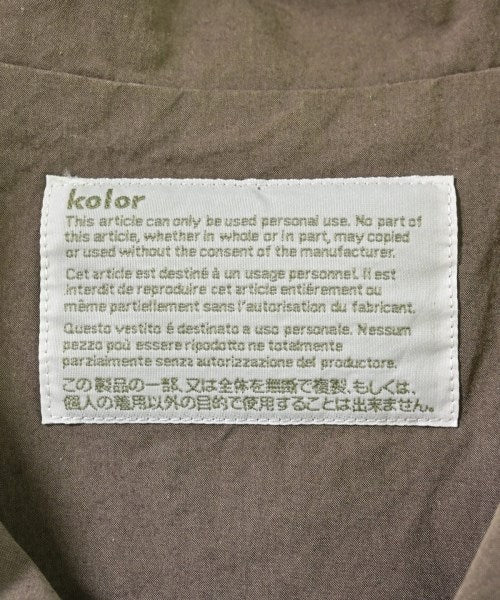 kolor
This article can only be used personal use. No part of
this article, whether in whole or in part, may copied
or used without the consent of the manufacturer.
Cet article est destiné à un usage personnel. Il est
interdit de reproduire cet article entiérement ou
même partiellement sans l'autorisation du fabricant.
Questo vestito é destinato a uso personale. Nessum
pezzo poù essere ripodotto ne totalmente
parzialmente senza autorizzazione del productore.
この製品の一部、又は全体を無断で複製、もしくは、
個人の着用以外の目的で使用することは出来ません。